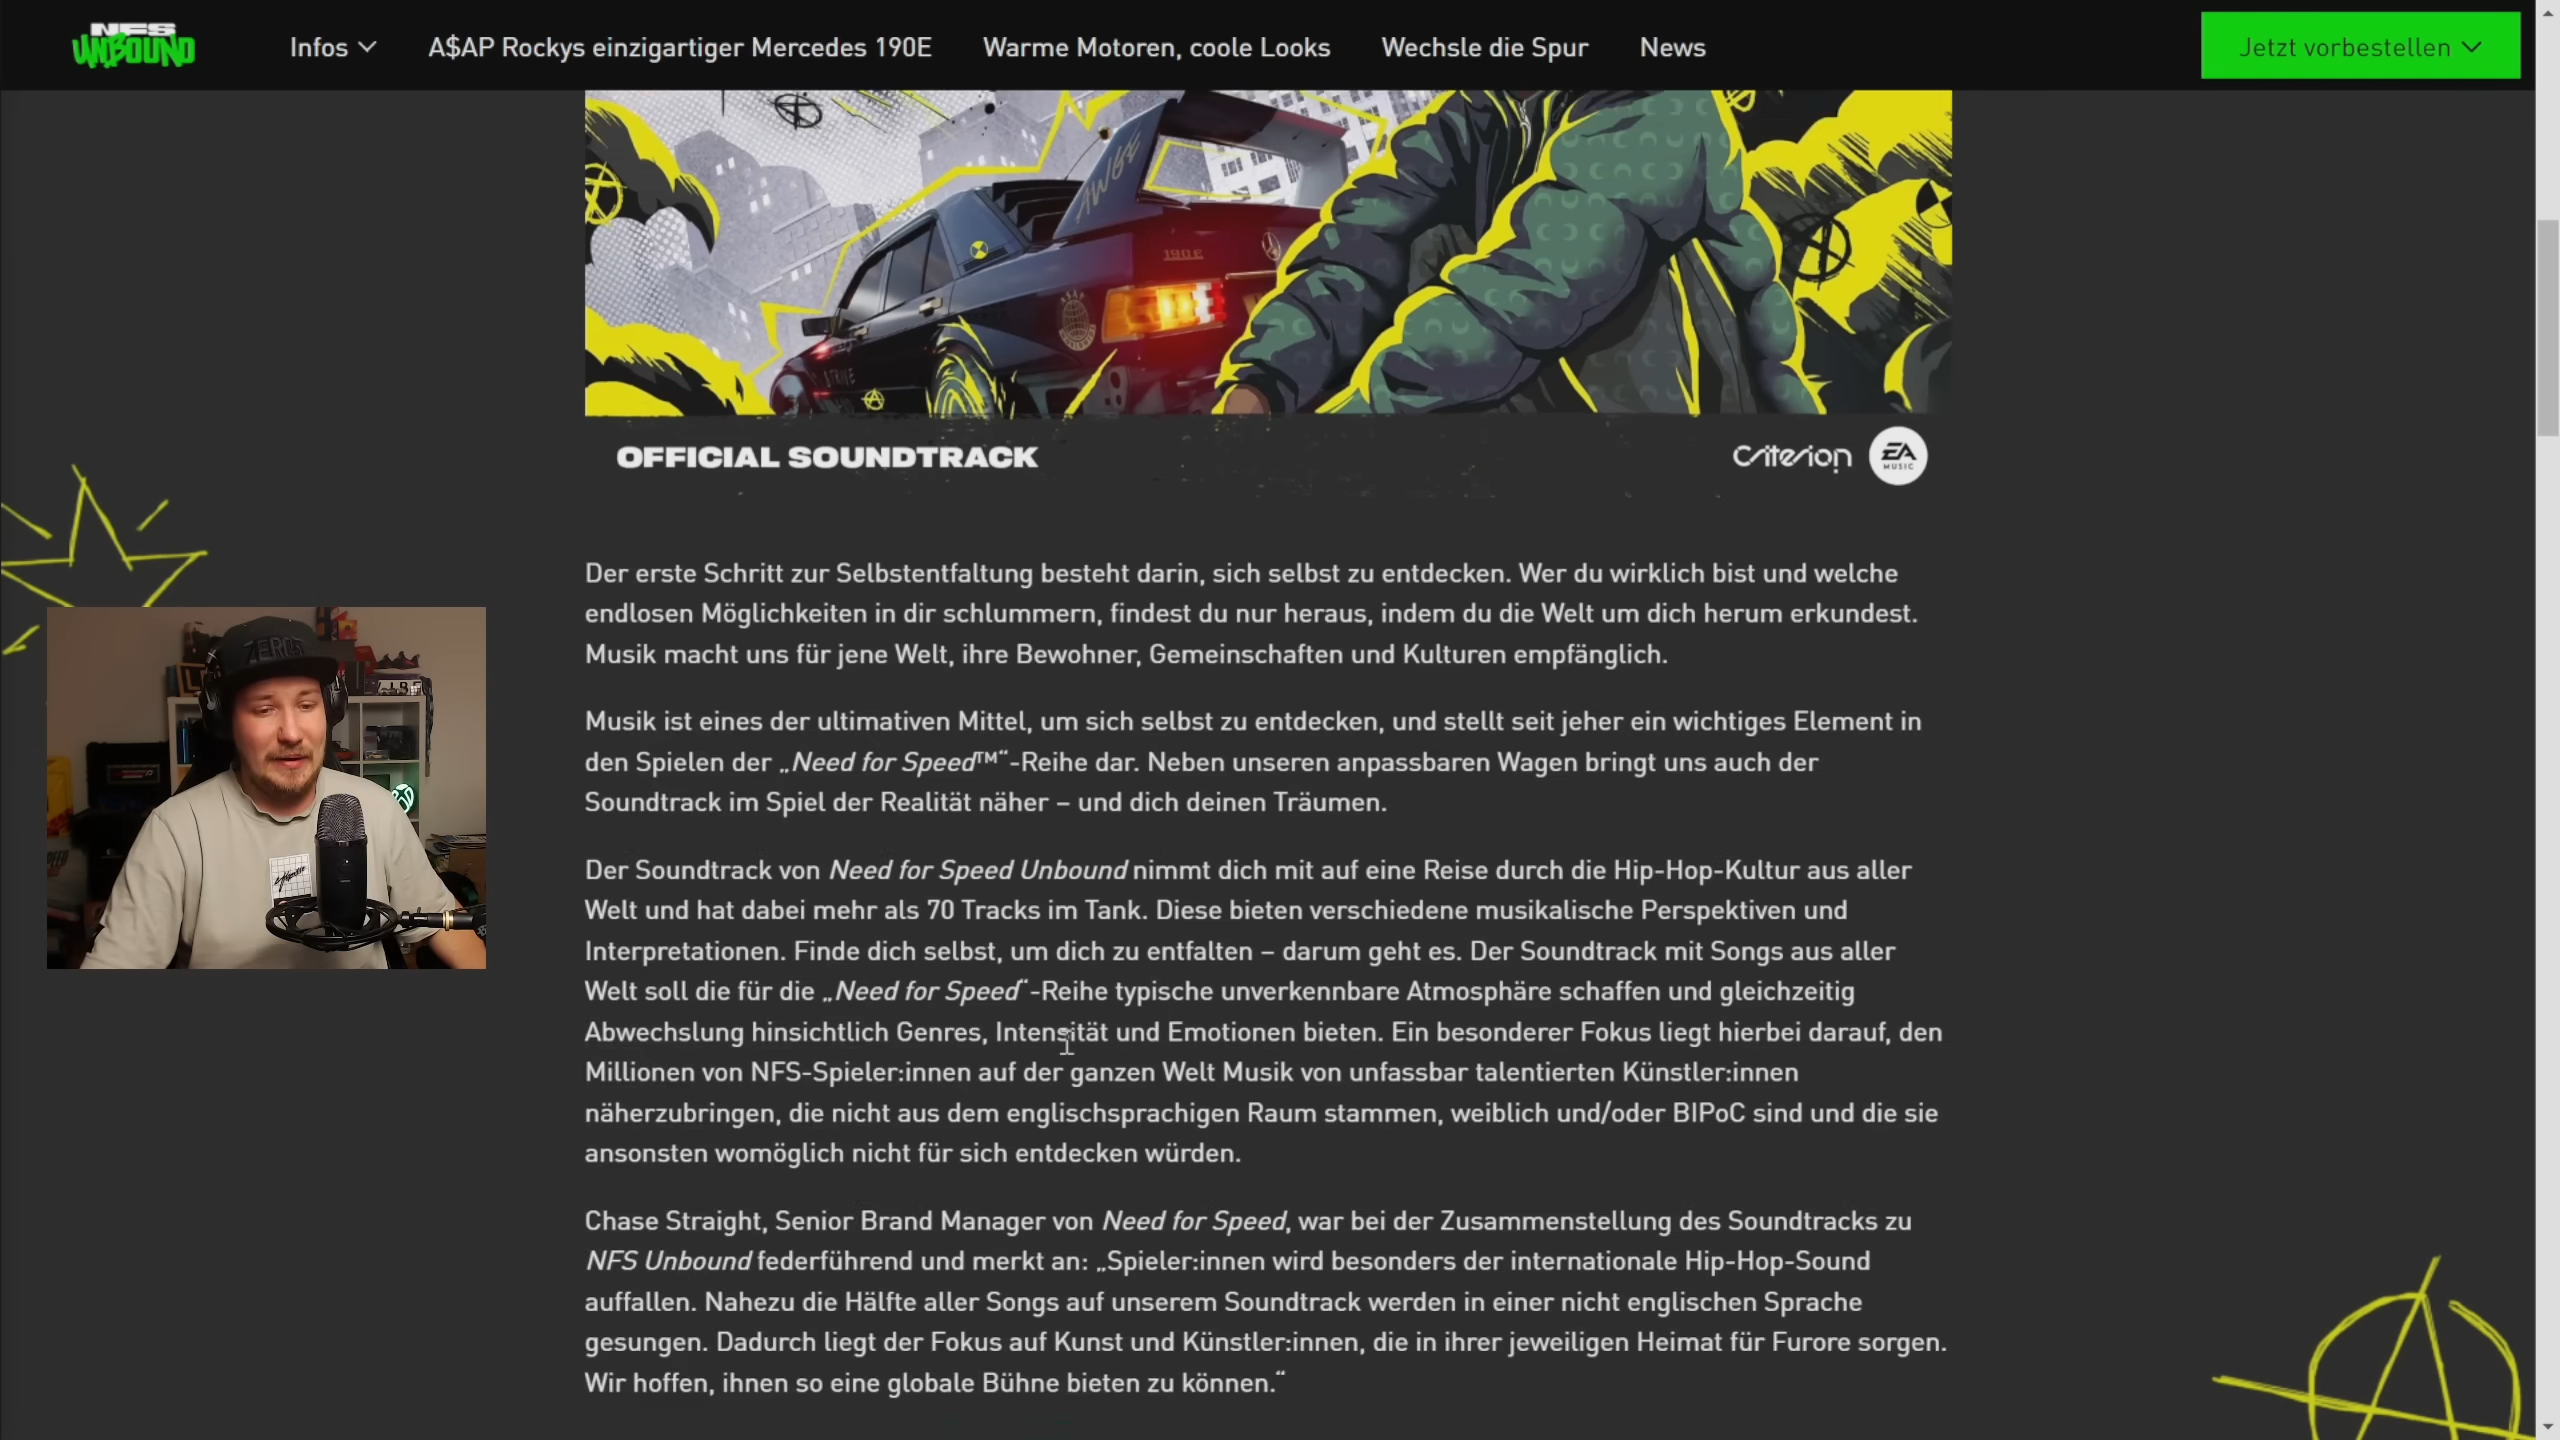 NFS
UNBOUND
Infos
A$AP Rockys einzigartiger Mercedes 190E
Warme Motoren, coole Looks
Wechsle die Spur
News
Jetzt vorbestellen
AWGE
190E
STRIVE
OFFICIAL SOUNDTRACK
Criterion
EA
MUSIC
Der erste Schritt zur Selbstentfaltung besteht darin, sich selbst zu entdecken. Wer du wirklich bist und welche
endlosen Möglichkeiten in dir schlummern, findest du nur heraus, indem du die Welt um dich herum erkundest.
Musik macht uns für jene Welt, ihre Bewohner, Gemeinschaften und Kulturen empfänglich.
Musik ist eines der ultimativen Mittel, um sich selbst zu entdecken, und stellt seit jeher ein wichtiges Element in
den Spielen der „Need for Speed™“-Reihe dar. Neben unseren anpassbaren Wagen bringt uns auch der
Soundtrack im Spiel der Realität näher – und dich deinen Träumen.
Der Soundtrack von Need for Speed Unbound nimmt dich mit auf eine Reise durch die Hip-Hop-Kultur aus aller
Welt und hat dabei mehr als 70 Tracks im Tank. Diese bieten verschiedene musikalische Perspektiven und
Interpretationen. Finde dich selbst, um dich zu entfalten – darum geht es. Der Soundtrack mit Songs aus aller
Welt soll die für die „Need for Speed“-Reihe typische unverkennbare Atmosphäre schaffen und gleichzeitig
Abwechslung hinsichtlich Genres, Intensität und Emotionen bieten. Ein besonderer Fokus liegt hierbei darauf, den
Millionen von NFS-Spieler:innen auf der ganzen Welt Musik von unfassbar talentierten Künstler:innen
näherzubringen, die nicht aus dem englischsprachigen Raum stammen, weiblich und/oder BIPoC sind und die sie
ansonsten womöglich nicht für sich entdecken würden.
Chase Straight, Senior Brand Manager von Need for Speed, war bei der Zusammenstellung des Soundtracks zu
NFS Unbound federführend und merkt an: „Spieler:innen wird besonders der internationale Hip-Hop-Sound
auffallen. Nahezu die Hälfte aller Songs auf unserem Soundtrack werden in einer nicht englischen Sprache
gesungen. Dadurch liegt der Fokus auf Kunst und Künstler:innen, die in ihrer jeweiligen Heimat für Furore sorgen.
Wir hoffen, ihnen so eine globale Bühne bieten zu können.“